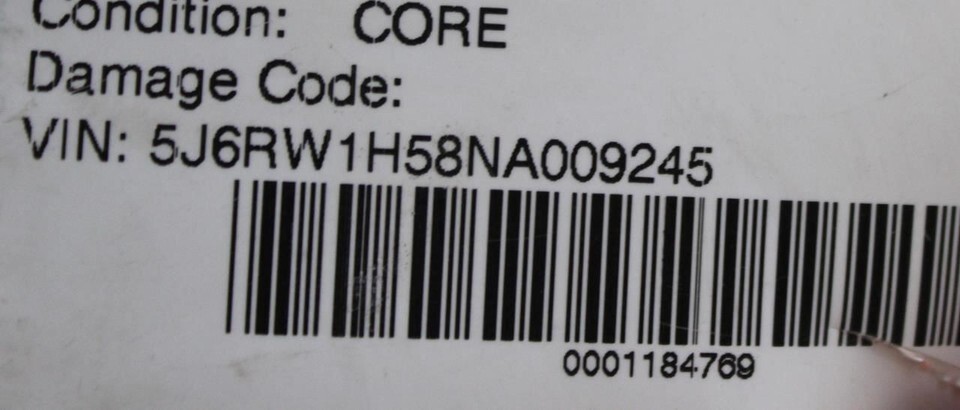 Condition: CORE
Damage Code:
VIN: 5J6RW1H58NA009245
0001184769